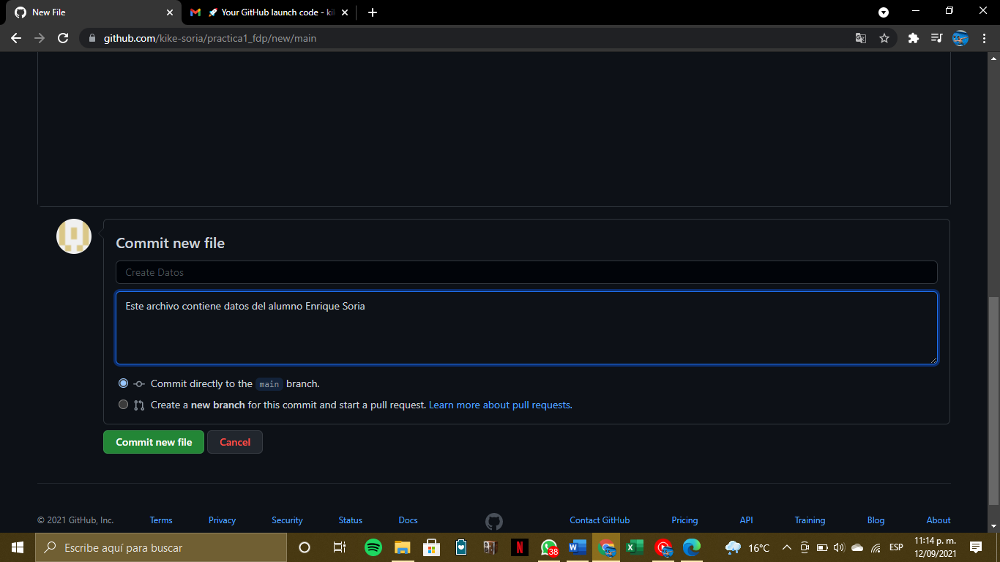 New File
🚀 Your GitHub launch code - ki
github.com/kike-soria/practica1_fdp/new/main
Commit new file
Create Datos
Este archivo contiene datos del alumno Enrique Soria
Commit directly to the main branch.
Create a new branch for this commit and start a pull request. Learn more about pull requests.
Commit new file
Cancel
© 2021 GitHub, Inc.
Terms
Privacy
Security
Status
Docs
Contact GitHub
Pricing
API
Training
Blog
About
Escribe aquí para buscar
38
16°C
ESP
11:14 p. m.
12/09/2021